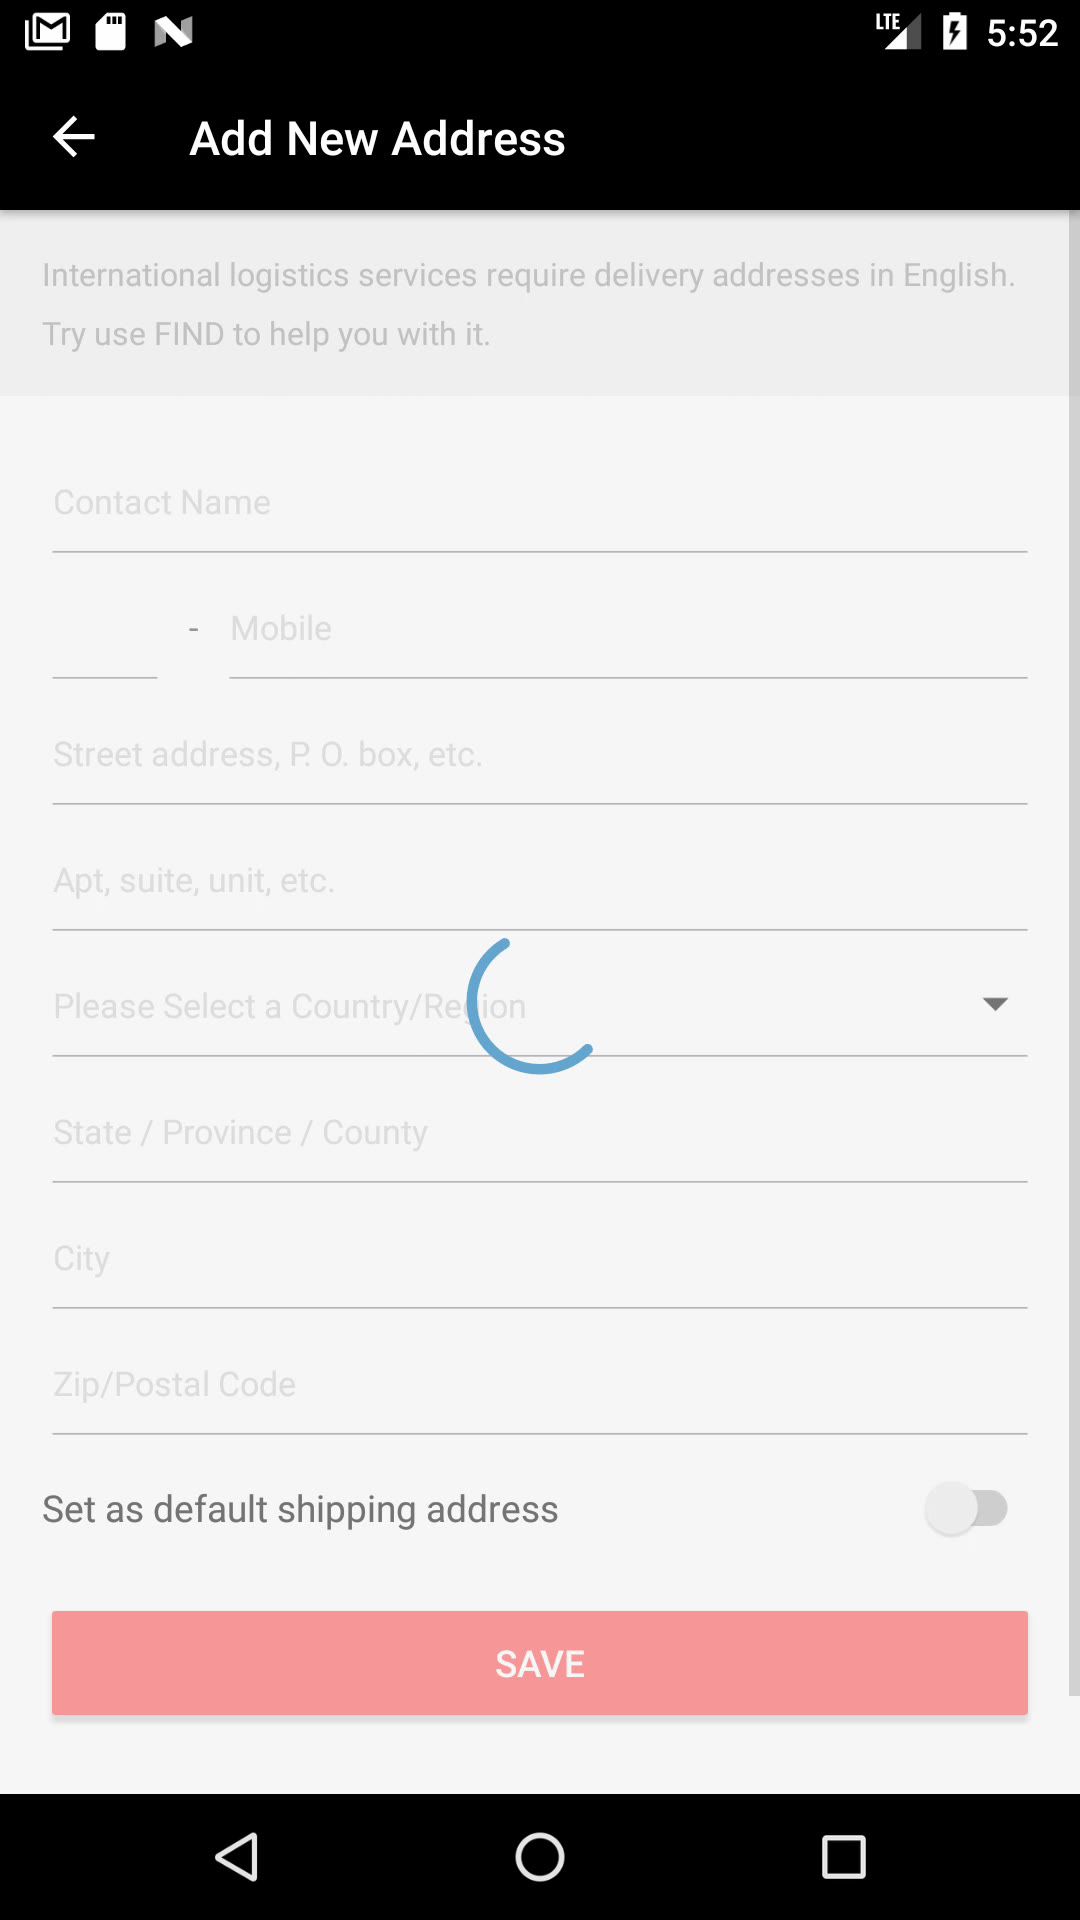 LTE 5:52
Add New Address
International logistics services require delivery addresses in English.
Try use FIND to help you with it.
Contact Name
- Mobile
Street address, P. O. box, etc.
Apt, suite, unit, etc.
Please Select a Country/Region
State / Province / County
City
Zip/Postal Code
Set as default shipping address
SAVE